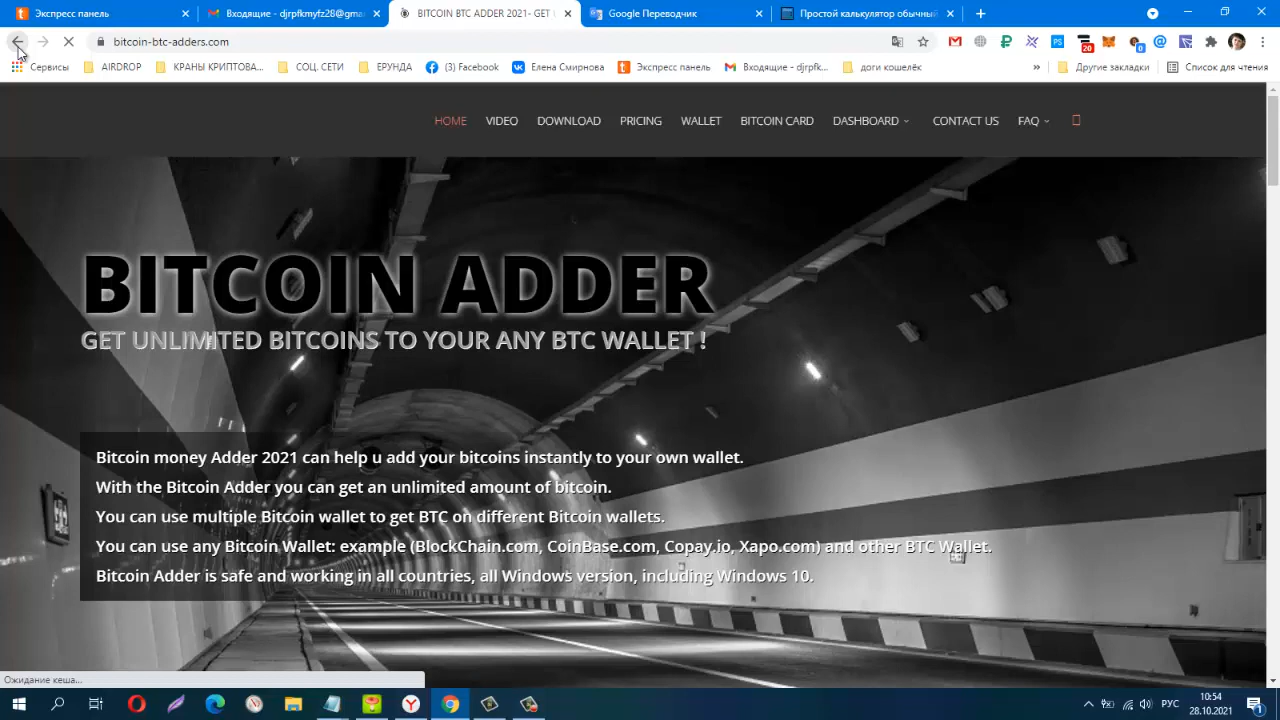 Экспресс панель
Входящие - djrpfkmyfz28@gma
BITCOIN BTC ADDER 2021- GET
Google Переводчик
Простой калькулятор обычный
bitcoin-btc-adders.com
20
0
PS
Сервисы
AIRDROP
КРАНЫ КРИПТОВА...
СОЦ. СЕТИ
ЕРУНДА
(3) Facebook
Елена Смирнова
Экспресс панель
Входящие - djrpfk...
доги кошелёк
»
Другие закладки
Список для чтения
HOME
VIDEO
DOWNLOAD
PRICING
WALLET
BITCOIN CARD
DASHBOARD
CONTACT US
FAQ
BITCOIN ADDER
GET UNLIMITED BITCOINS TO YOUR ANY BTC WALLET !
Bitcoin money Adder 2021 can help u add your bitcoins instantly to your own wallet.
With the Bitcoin Adder you can get an unlimited amount of bitcoin.
You can use multiple Bitcoin wallet to get BTC on different Bitcoin wallets.
You can use any Bitcoin Wallet: example (BlockChain.com, CoinBase.com, Copay.io, Xapo.com) and other BTC Wallet.
Bitcoin Adder is safe and working in all countries, all Windows version, including Windows 10.
Ожидание кеша...
РУС
10:54
28.10.2021
1